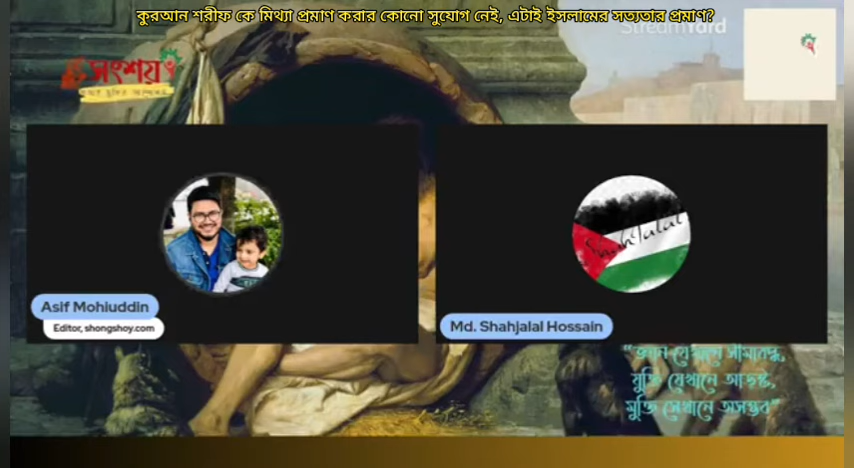 কুরআন শরীফ কে মিথ্যা প্রমাণ করার কোনো সুযোগ নেই, এটাই ইসলামের সত্যতার প্রমাণ?
StreamYard
সংশয়
Asif Mohiuddin
Editor, shongshoy.com
Md. Shahjalal Hossain
"জ্ঞান যেখানে সীমাবদ্ধ,
যুক্তি যেখানে আড়ষ্ট,
মুক্তি সেখানে অসম্ভব"